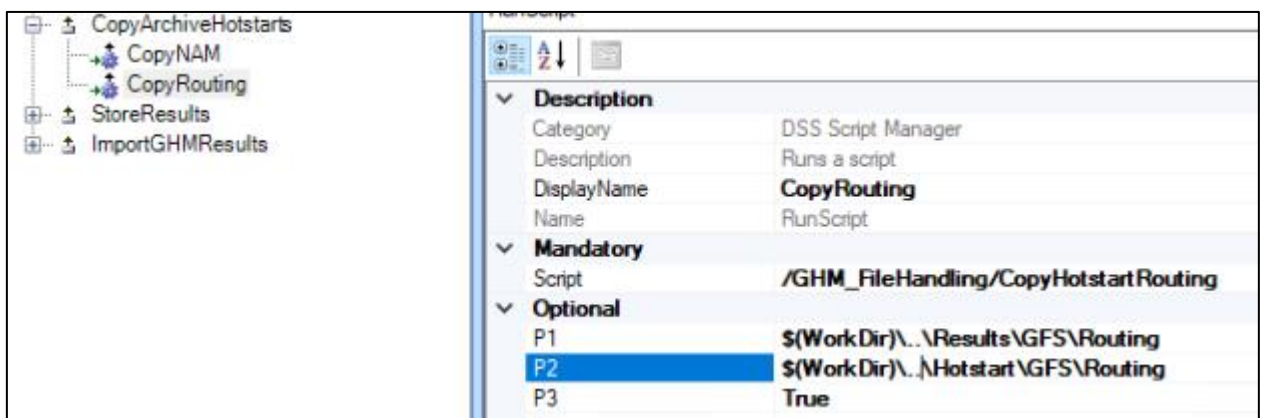 CopyArchiveHotstarts
CopyNAM
CopyRouting
StoreResults
ImportGHMResults
RunScript
Description
Category DSS Script Manager
Description Runs a script
DisplayName CopyRouting
Name RunScript
Mandatory
Script /GHM_FileHandling/CopyHotstartRouting
Optional
P1 $(WorkDir)\..\Results\GFS\Routing
P2 $(WorkDir)\..\Hotstart\GFS\Routing
P3 True